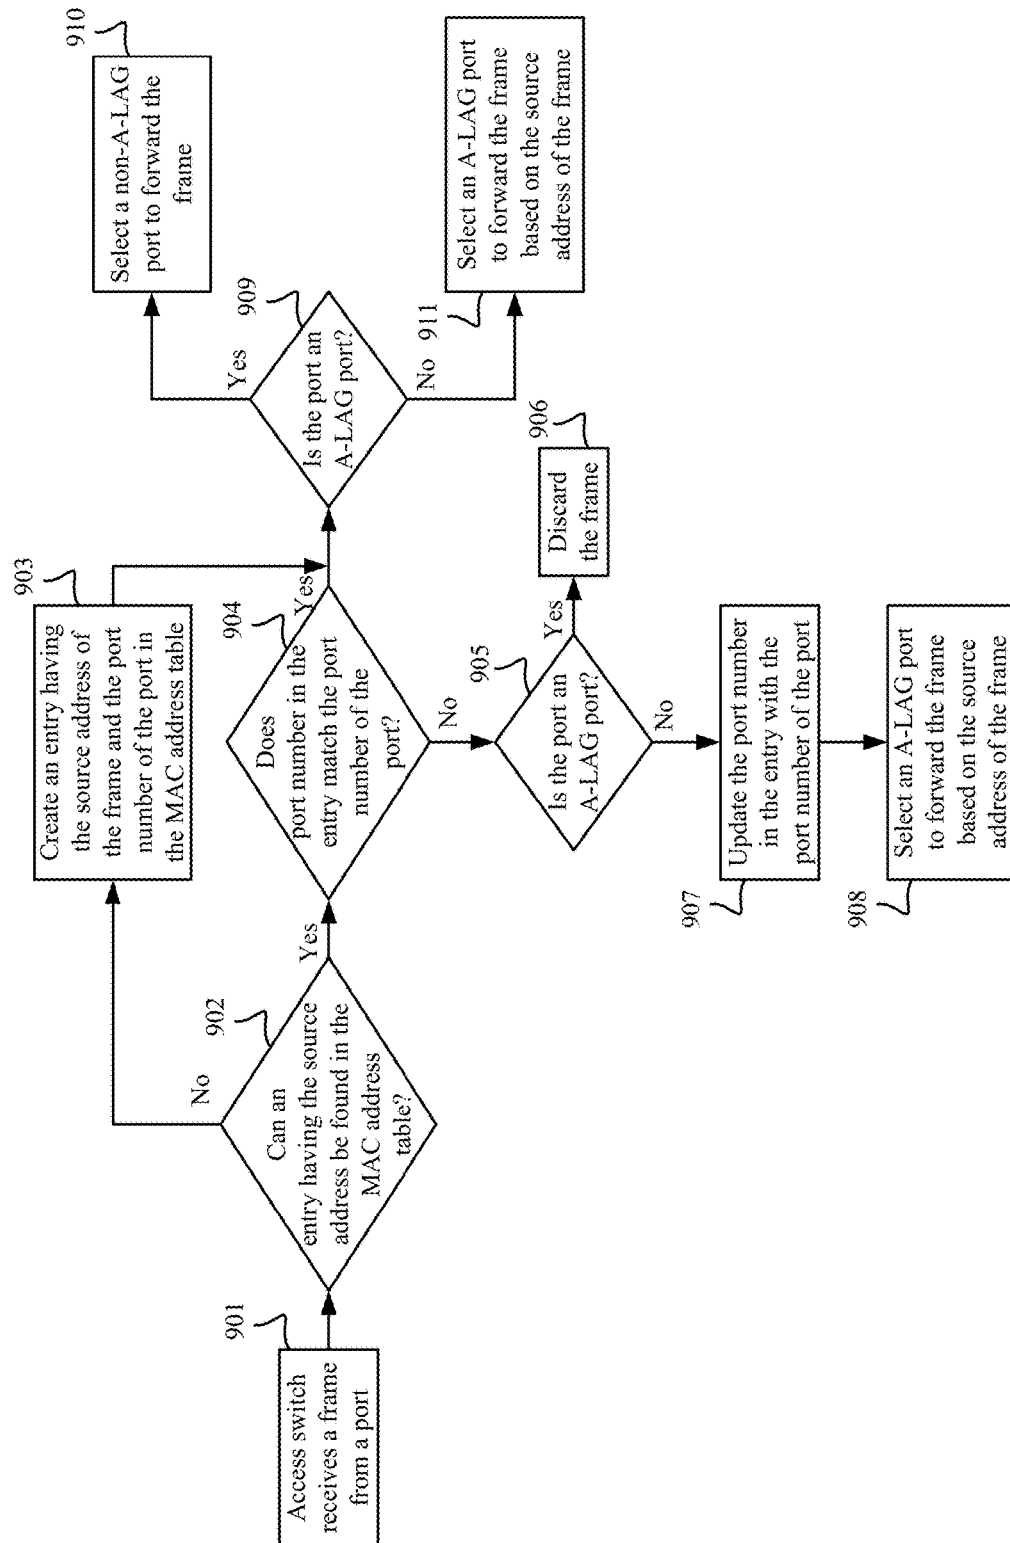 901
Access switch
receives a frame
from a port
902
Can an
entry having the source
address be found in the
MAC address
table?
No
Yes
903
Create an entry having
the source address of
the frame and the port
number of the port in
the MAC address table
904
Does
port number in the
entry match the port
number of the
port?
Yes
No
905
Is the port an
A-LAG port?
Yes
No
906
Discard
the frame
907
Update the port number
in the entry with the
port number of the port
908
Select an A-LAG port
to forward the frame
based on the source
address of the frame
909
Is the port an
A-LAG port?
Yes
No
910
Select a non-A-LAG
port to forward the
frame
911
Select an A-LAG port
to forward the frame
based on the source
address of the frame